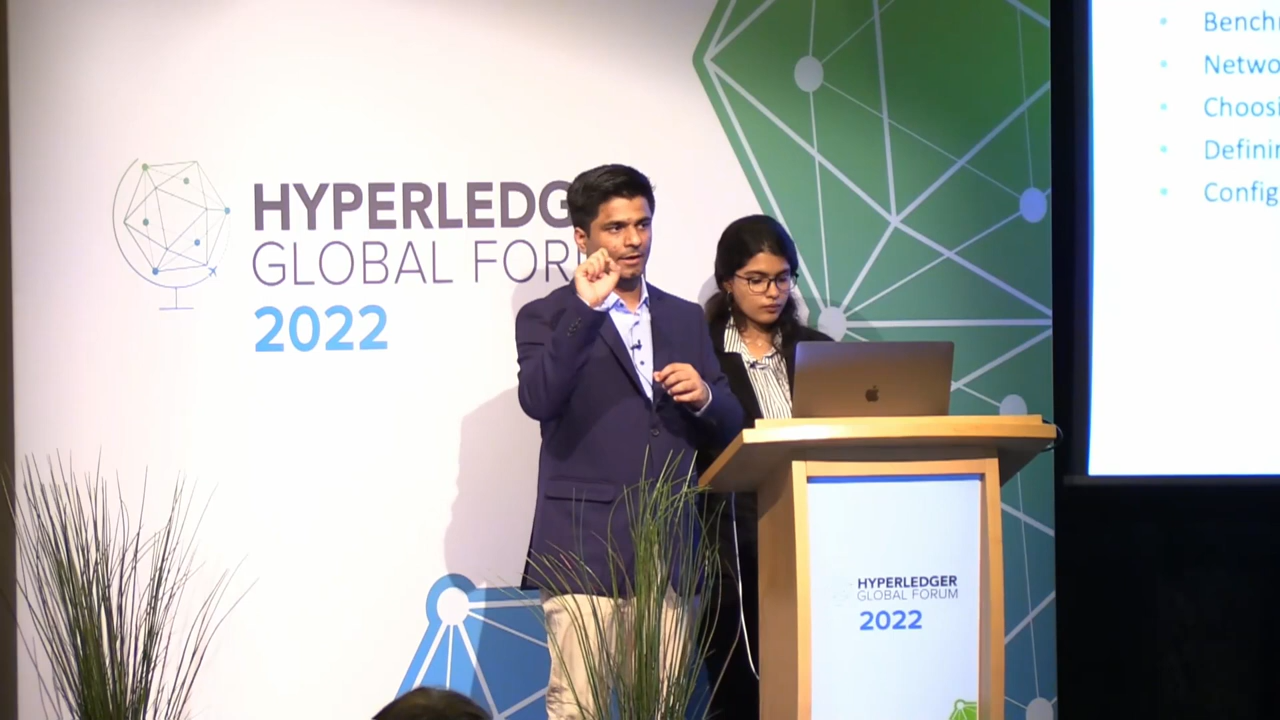 HYPERLEDG
GLOBAL FOR
2022
Bench
Netwo
Choosi
Defini
Config
HYPERLEDGER
GLOBAL FORUM
2022